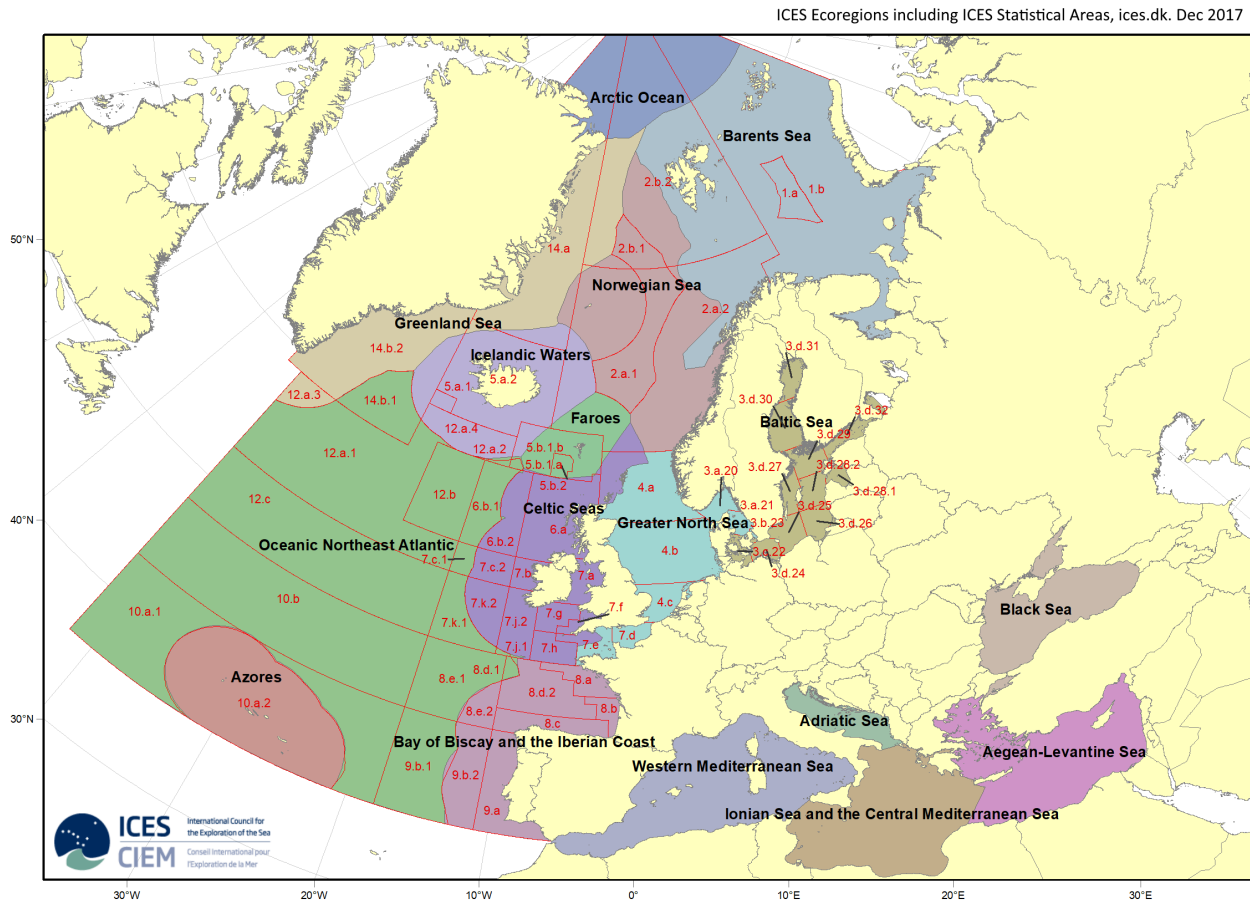 ICES Ecoregions including ICES Statistical Areas, ices.dk. Dec 2017
Arctic Ocean
Barents Sea
2.b.2
1.a
1.b
50°N
14.a
2.b.1
Norwegian Sea
2.a.2
Greenland Sea
14.b.2
Icelandic Waters
3.d.31
5.a.1
5.a.2
2.a.1
12.a.3
14.b.1
3.d.30
3.d.32
Faroes
Baltic Sea
12.a.4
3.d.29
12.a.2
5.b.1.b
12.a.1
5.b.1.a
3.a.20
3.d.27
3.d.28.2
5.b.2
4.a
3.d.28.1
12.c
12.b
6.b.1
Celtic Seas
3.a.21
3.d.25
40°N
6.a
Greater North Sea
3.b.23
3.d.26
Oceanic Northeast Atlantic
6.b.2
4.b
3.c.22
7.c.1
7.c.2
7.b
7.a
3.d.24
10.a.1
10.b
7.k.2
7.f
4.c
Black Sea
7.k.1
7.j.2
7.g
7.d
7.j.1
7.h
7.e
Azores
8.e.1
8.d.1
8.a
10.a.2
8.d.2
8.b
30°N
8.e.2
8.c
Adriatic Sea
Bay of Biscay and the Iberian Coast
Aegean-Levantine Sea
9.b.1
9.b.2
Western Mediterranean Sea
9.a
Ionian Sea and the Central Mediterranean Sea
ICES
International Council for
the Exploration of the Sea
CIEM
Conseil International pour
l'Exploration de la Mer
30°W
20°W
10°W
0°
10°E
20°E
30°E